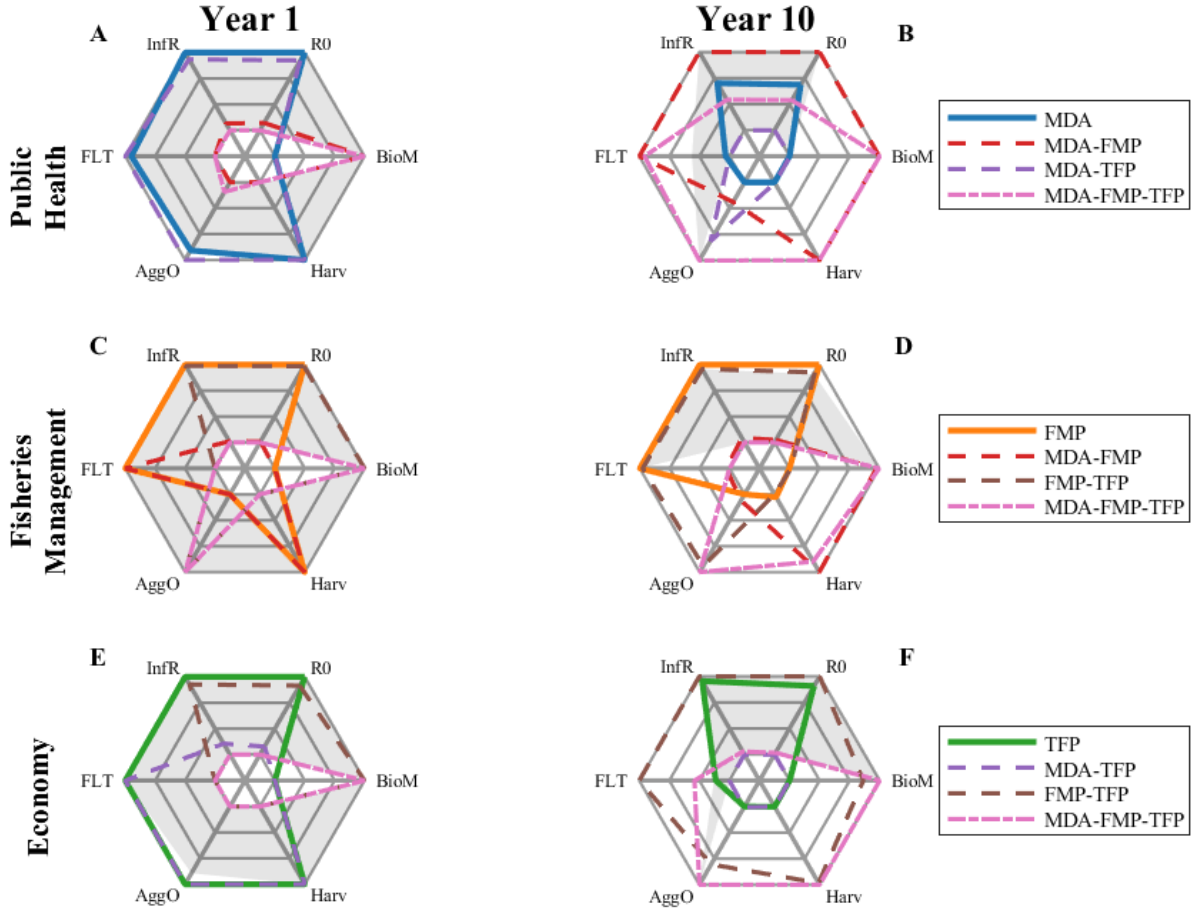 Year 1
Year 10
A
InfR
R0
FLT
BioM
AggO
Harv
Public
Health
B
InfR
R0
FLT
BioM
AggO
Harv
MDA
MDA-FMP
MDA-TFP
MDA-FMP-TFP
C
InfR
R0
FLT
BioM
AggO
Harv
Fisheries
Management
D
InfR
R0
FLT
BioM
AggO
Harv
FMP
MDA-FMP
FMP-TFP
MDA-FMP-TFP
E
InfR
R0
FLT
BioM
AggO
Harv
Economy
F
InfR
R0
FLT
BioM
AggO
Harv
TFP
MDA-TFP
FMP-TFP
MDA-FMP-TFP